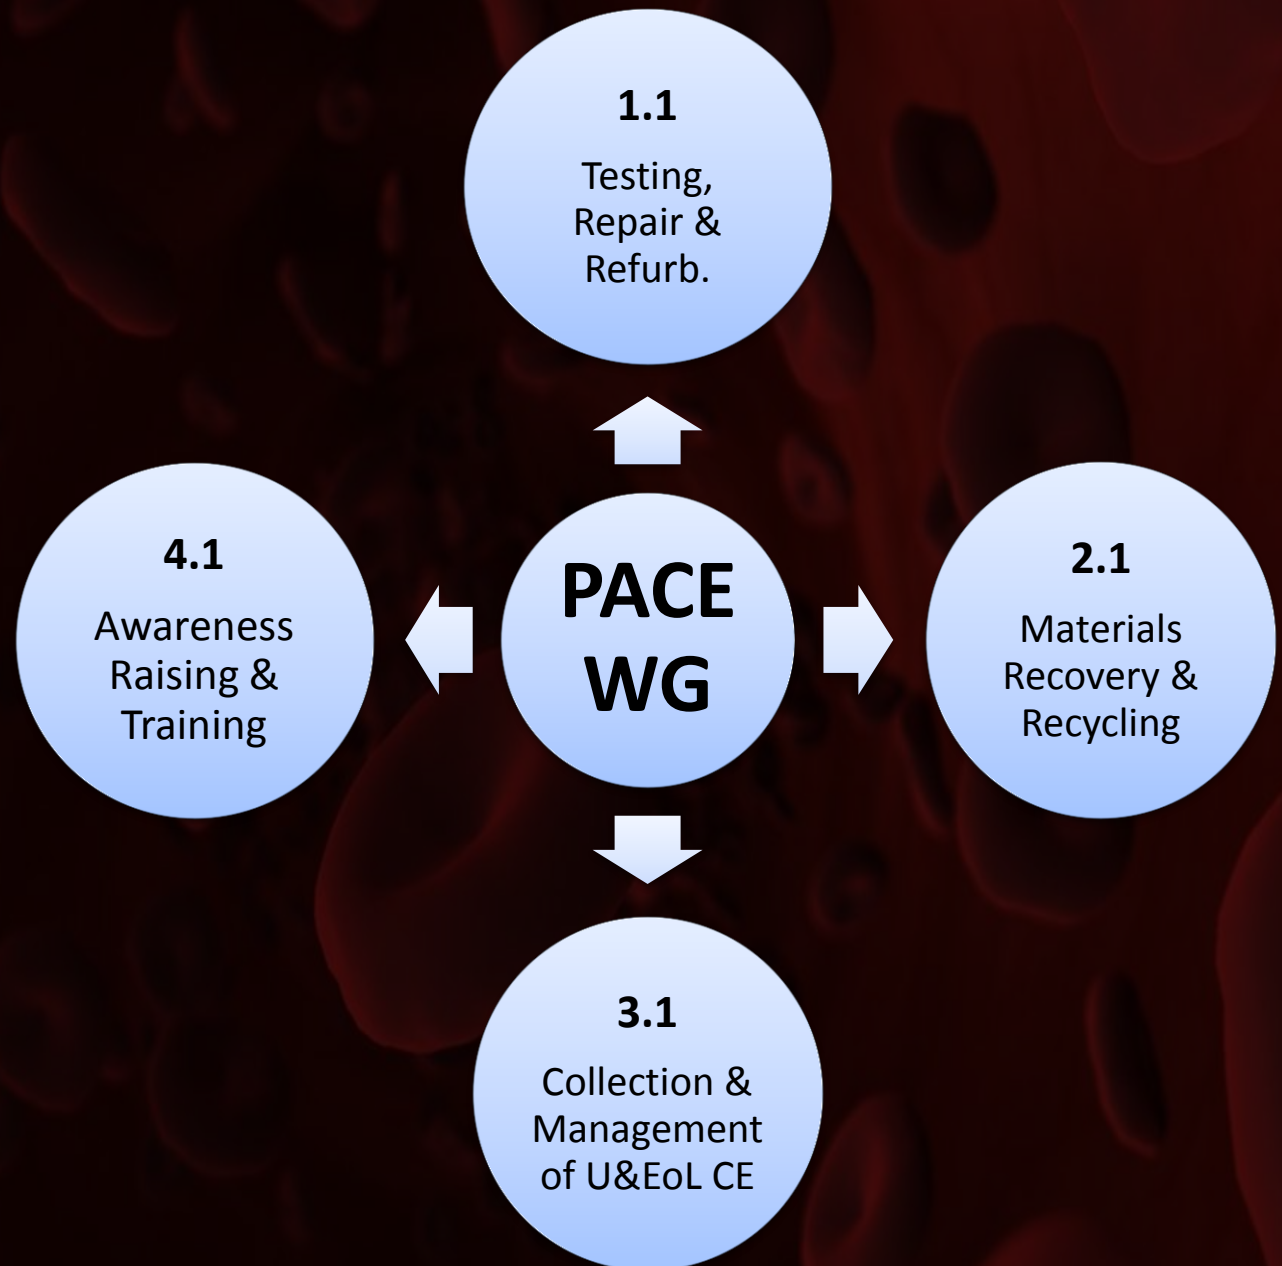 1.1
Testing,
Repair &
Refurb.
4.1
Awareness
Raising &
Training
PACE
WG
2.1
Materials
Recovery &
Recycling
3.1
Collection &
Management
of U&EoL CE